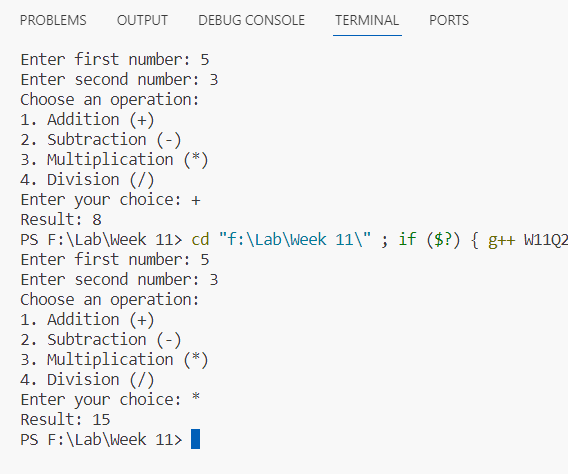 PROBLEMS OUTPUT DEBUG CONSOLE TERMINAL PORTS
Enter first number: 5
Enter second number: 3
Choose an operation:
1. Addition (+)
2. Subtraction (-)
3. Multiplication (*)
4. Division (/)
Enter your choice: +
Result: 8
PS F:\Lab\Week 11> cd "f:\Lab\Week 11\" ; if ($?) { g++ W11Q2
Enter first number: 5
Enter second number: 3
Choose an operation:
1. Addition (+)
2. Subtraction (-)
3. Multiplication (*)
4. Division (/)
Enter your choice: *
Result: 15
PS F:\Lab\Week 11>